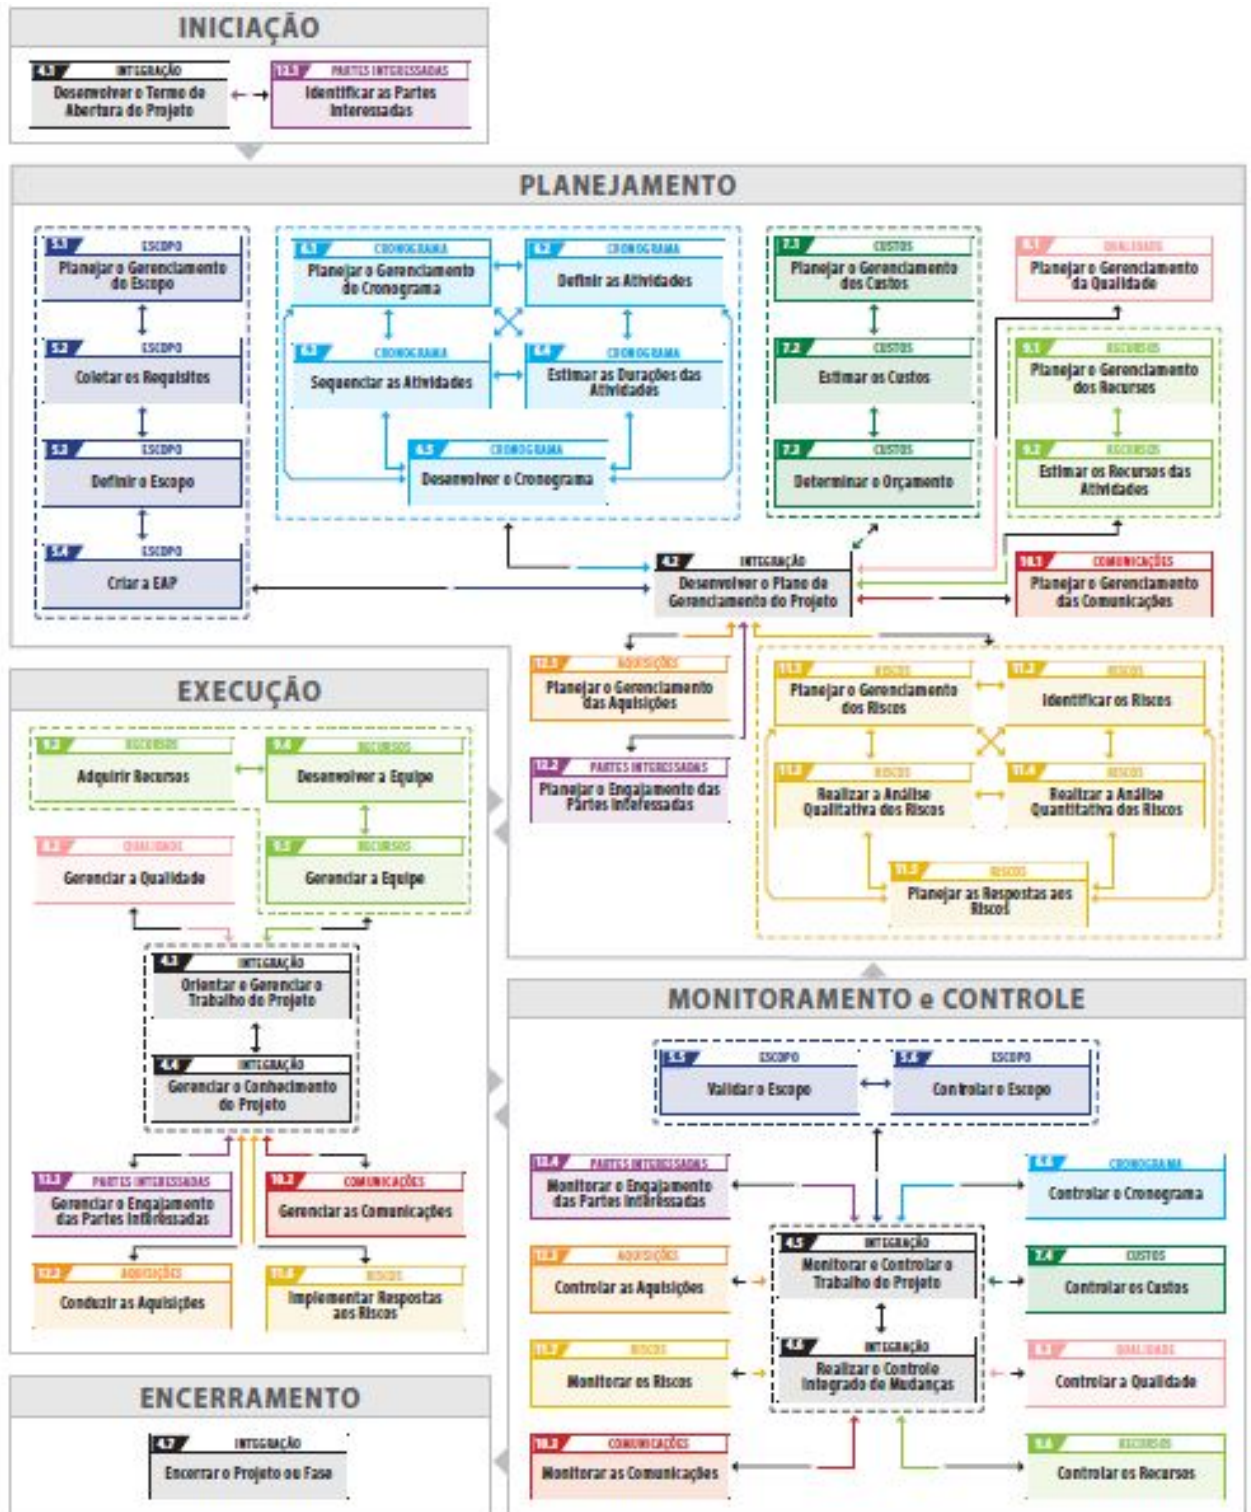 INICIAÇÃO
4.1 INTEGRAÇÃO
Desenvolver o Termo de
Abertura do Projeto
13.1 PARTES INTERESSADAS
Identificar as Partes
Interessadas
PLANEJAMENTO
5.1 ESCOPO
Planejar o Gerenciamento
do Escopo
5.2 ESCOPO
Coletar os Requisitos
5.3 ESCOPO
Definir o Escopo
5.4 ESCOPO
Criar a EAP
6.1 CRONOGRAMA
Planejar o Gerenciamento
do Cronograma
6.2 CRONOGRAMA
Definir as Atividades
6.3 CRONOGRAMA
Sequenciar as Atividades
6.4 CRONOGRAMA
Estimar as Durações das
Atividades
6.5 CRONOGRAMA
Desenvolver o Cronograma
7.1 CUSTOS
Planejar o Gerenciamento
dos Custos
7.2 CUSTOS
Estimar os Custos
7.3 CUSTOS
Determinar o Orçamento
8.1 QUALIDADE
Planejar o Gerenciamento
da Qualidade
9.1 RECURSOS
Planejar o Gerenciamento
dos Recursos
9.2 RECURSOS
Estimar os Recursos das
Atividades
4.2 INTEGRAÇÃO
Desenvolver o Plano de
Gerenciamento do Projeto
10.1 COMUNICAÇÕES
Planejar o Gerenciamento
das Comunicações
12.1 AQUISIÇÕES
Planejar o Gerenciamento
das Aquisições
13.2 PARTES INTERESSADAS
Planejar o Engajamento das
Partes Interessadas
11.1 RISCOS
Planejar o Gerenciamento
dos Riscos
11.2 RISCOS
Identificar os Riscos
11.3 RISCOS
Realizar a Análise
Qualitativa dos Riscos
11.4 RISCOS
Realizar a Análise
Quantitativa dos Riscos
11.5 RISCOS
Planejar as Respostas aos
Riscos
EXECUÇÃO
9.3 RECURSOS
Adquirir Recursos
9.4 RECURSOS
Desenvolver a Equipe
8.2 QUALIDADE
Gerenciar a Qualidade
9.5 RECURSOS
Gerenciar a Equipe
4.3 INTEGRAÇÃO
Orientar e Gerenciar o
Trabalho do Projeto
4.4 INTEGRAÇÃO
Gerenciar o Conhecimento
do Projeto
13.3 PARTES INTERESSADAS
Gerenciar o Engajamento
das Partes Interessadas
10.2 COMUNICAÇÕES
Gerenciar as Comunicações
12.2 AQUISIÇÕES
Conduzir as Aquisições
11.6 RISCOS
Implementar Respostas
aos Riscos
MONITORAMENTO e CONTROLE
5.5 ESCOPO
Validar o Escopo
5.6 ESCOPO
Controlar o Escopo
13.4 PARTES INTERESSADAS
Monitorar o Engajamento
das Partes Interessadas
6.6 CRONOGRAMA
Controlar o Cronograma
12.3 AQUISIÇÕES
Controlar as Aquisições
4.5 INTEGRAÇÃO
Monitorar e Controlar o
Trabalho do Projeto
7.4 CUSTOS
Controlar os Custos
11.7 RISCOS
Monitorar os Riscos
4.6 INTEGRAÇÃO
Realizar o Controle
Integrado de Mudanças
8.3 QUALIDADE
Controlar a Qualidade
10.3 COMUNICAÇÕES
Monitorar as Comunicações
9.6 RECURSOS
Controlar os Recursos
ENCERRAMENTO
4.7 INTEGRAÇÃO
Encerrar o Projeto ou Fase